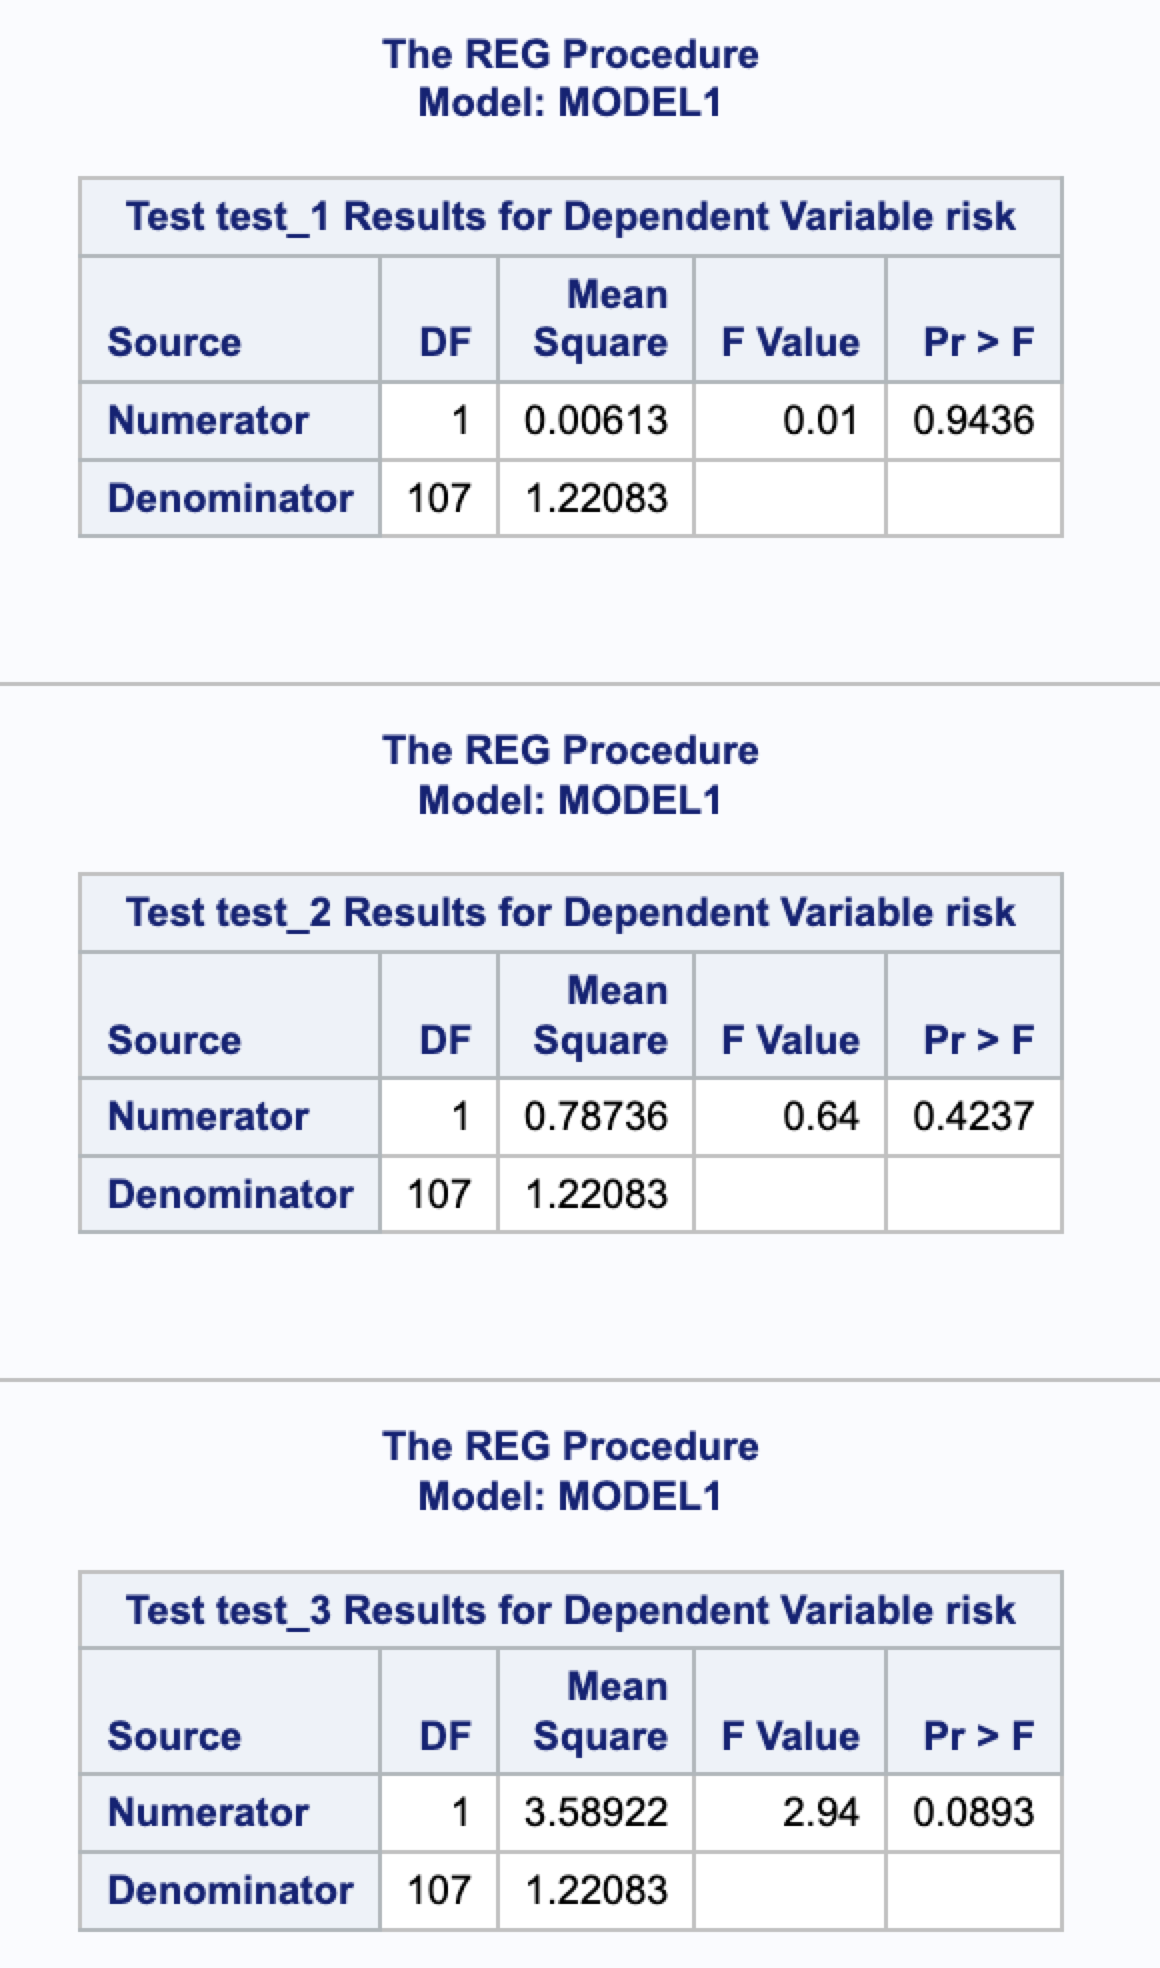 The REG Procedure
Model: MODEL1
Test test_1 Results for Dependent Variable risk
Source DF Mean Square F Value Pr > F
Numerator 1 0.00613 0.01 0.9436
Denominator 107 1.22083
The REG Procedure
Model: MODEL1
Test test_2 Results for Dependent Variable risk
Source DF Mean Square F Value Pr > F
Numerator 1 0.78736 0.64 0.4237
Denominator 107 1.22083
The REG Procedure
Model: MODEL1
Test test_3 Results for Dependent Variable risk
Source DF Mean Square F Value Pr > F
Numerator 1 3.58922 2.94 0.0893
Denominator 107 1.22083